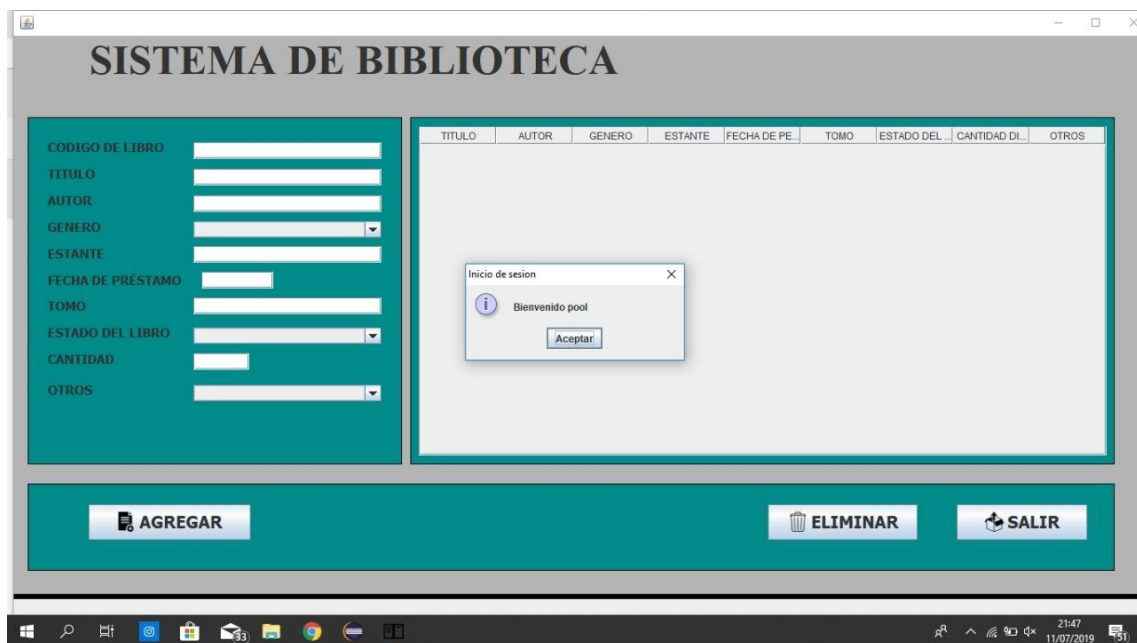 SISTEMA DE BIBLIOTECA
CODIGO DE LIBRO
TITULO
AUTOR
GENERO
ESTANTE
FECHA DE PRÉSTAMO
TOMO
ESTADO DEL LIBRO
CANTIDAD
OTROS
TITULO AUTOR GENERO ESTANTE FECHA DE PE... TOMO ESTADO DEL ... CANTIDAD DI... OTROS
Inicio de sesion
Bienvenido pool
Aceptar
AGREGAR ELIMINAR SALIR
33
21:47
11/07/2019
51